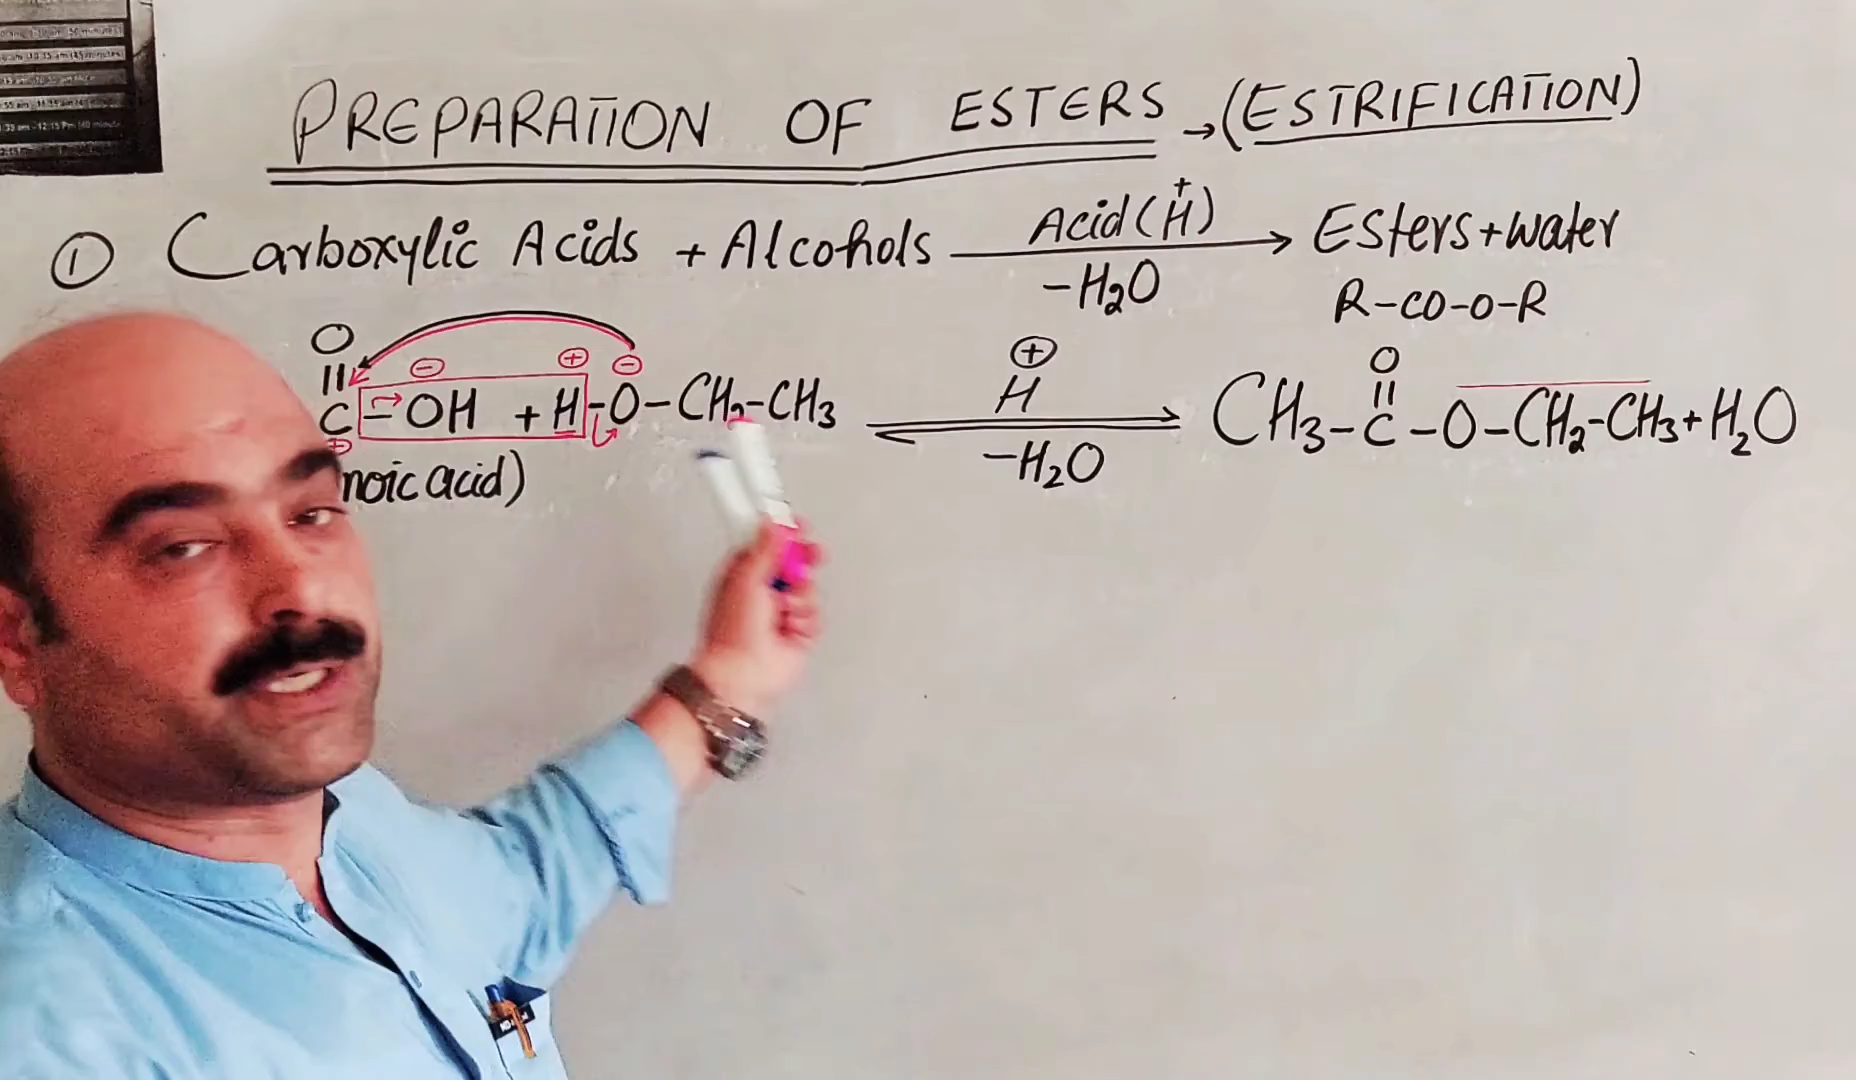 PREPARATION OF ESTERS → (ESTRIFICATION)
① Carboxylic Acids + Alcohols Acid (H⁺) → Esters + water
-H₂O
R-CO-O-R
O ⊖ ⊕ ⊖ ⊕ O
|| H ||
C-OH + H-O-CH₂-CH₃ ⇌ CH₃-C-O-CH₂-CH₃ + H₂O
⊕ -H₂O
noic acid)